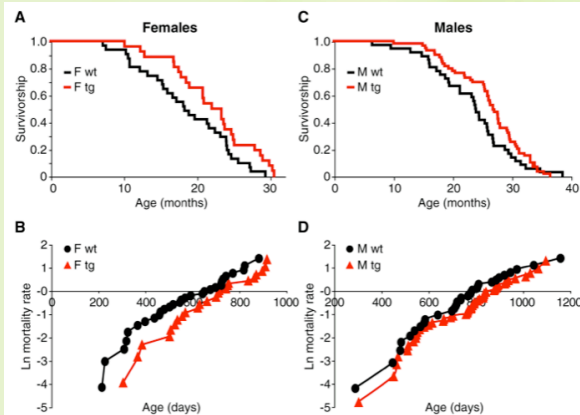 A
Females
1.0
0.8
0.6
0.4
0.2
0
Survivorship
F wt
F tg
0 10 20 30
Age (months)
C
Males
1.0
0.8
0.6
0.4
0.2
0
Survivorship
M wt
M tg
0 10 20 30 40
Age (months)
B
2
1
-0
-1
-2
-3
-4
-5
Ln mortality rate
F wt
F tg
0 200 400 600 800 1000
Age (days)
D
2
1
-0
-1
-2
-3
-4
-5
Ln mortality rate
M wt
M tg
200 400 600 800 1000 1200
Age (days)